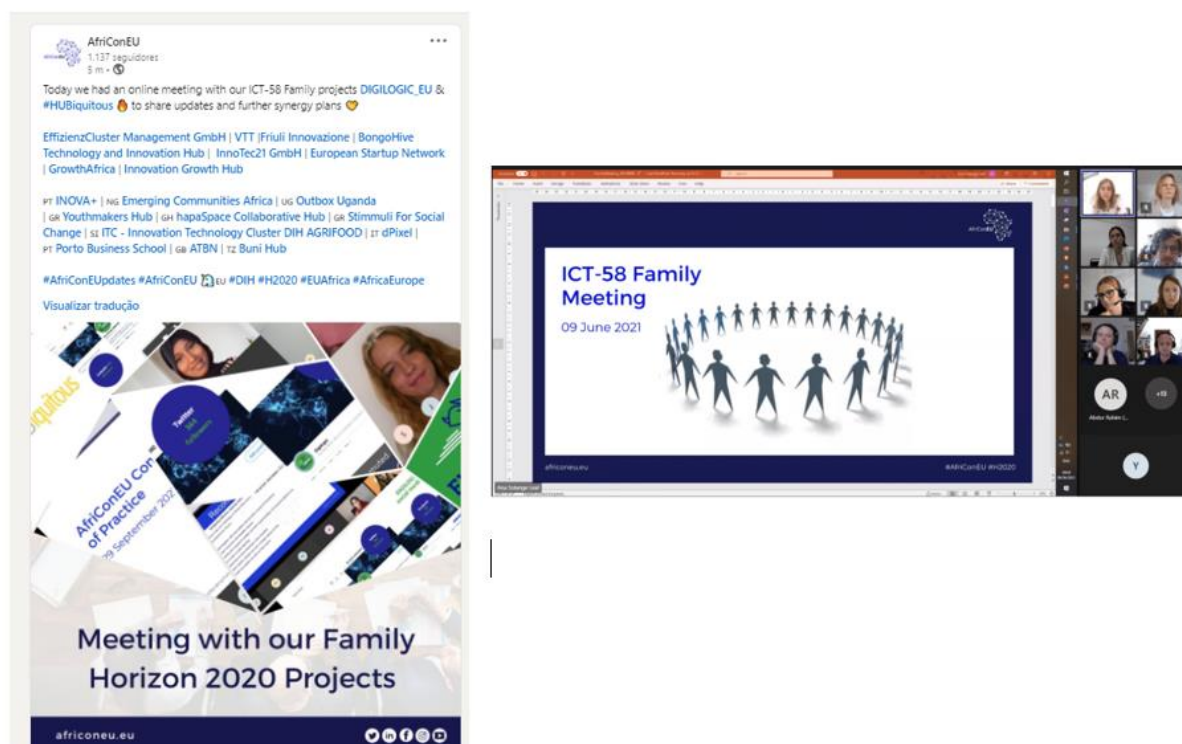 AfriConEU
1.137 seguidores
5 m •
Today we had an online meeting with our ICT-58 Family projects DIGILOGIC_EU &
#HUBiquitous 🔥 to share updates and further synergy plans 💛
EffizienzCluster Management GmbH | VTT |Friuli Innovazione | BongoHive
Technology and Innovation Hub | InnoTec21 GmbH | European Startup Network
| GrowthAfrica | Innovation Growth Hub
PT INOVA+ | NG Emerging Communities Africa | UG Outbox Uganda
| GR Youthmakers Hub | GH hapaSpace Collaborative Hub | GR Stimmuli For Social
Change | SI ITC - Innovation Technology Cluster DIH AGRIFOOD | IT dPixel |
PT Porto Business School | GB ATBN | TZ Buni Hub
#AfriConEUpdates #AfriConEU EU #DIH #H2020 #EUAfrica #AfricaEurope
Visualizar tradução
Twitter
followers
AfriConEU
of Practice
29 September
Meeting with our Family
Horizon 2020 Projects
africoneu.eu
AfriConEU
ICT-58 Family
Meeting
09 June 2021
africoneu.eu
#AfriConEU #H2020
AR
+10
Y